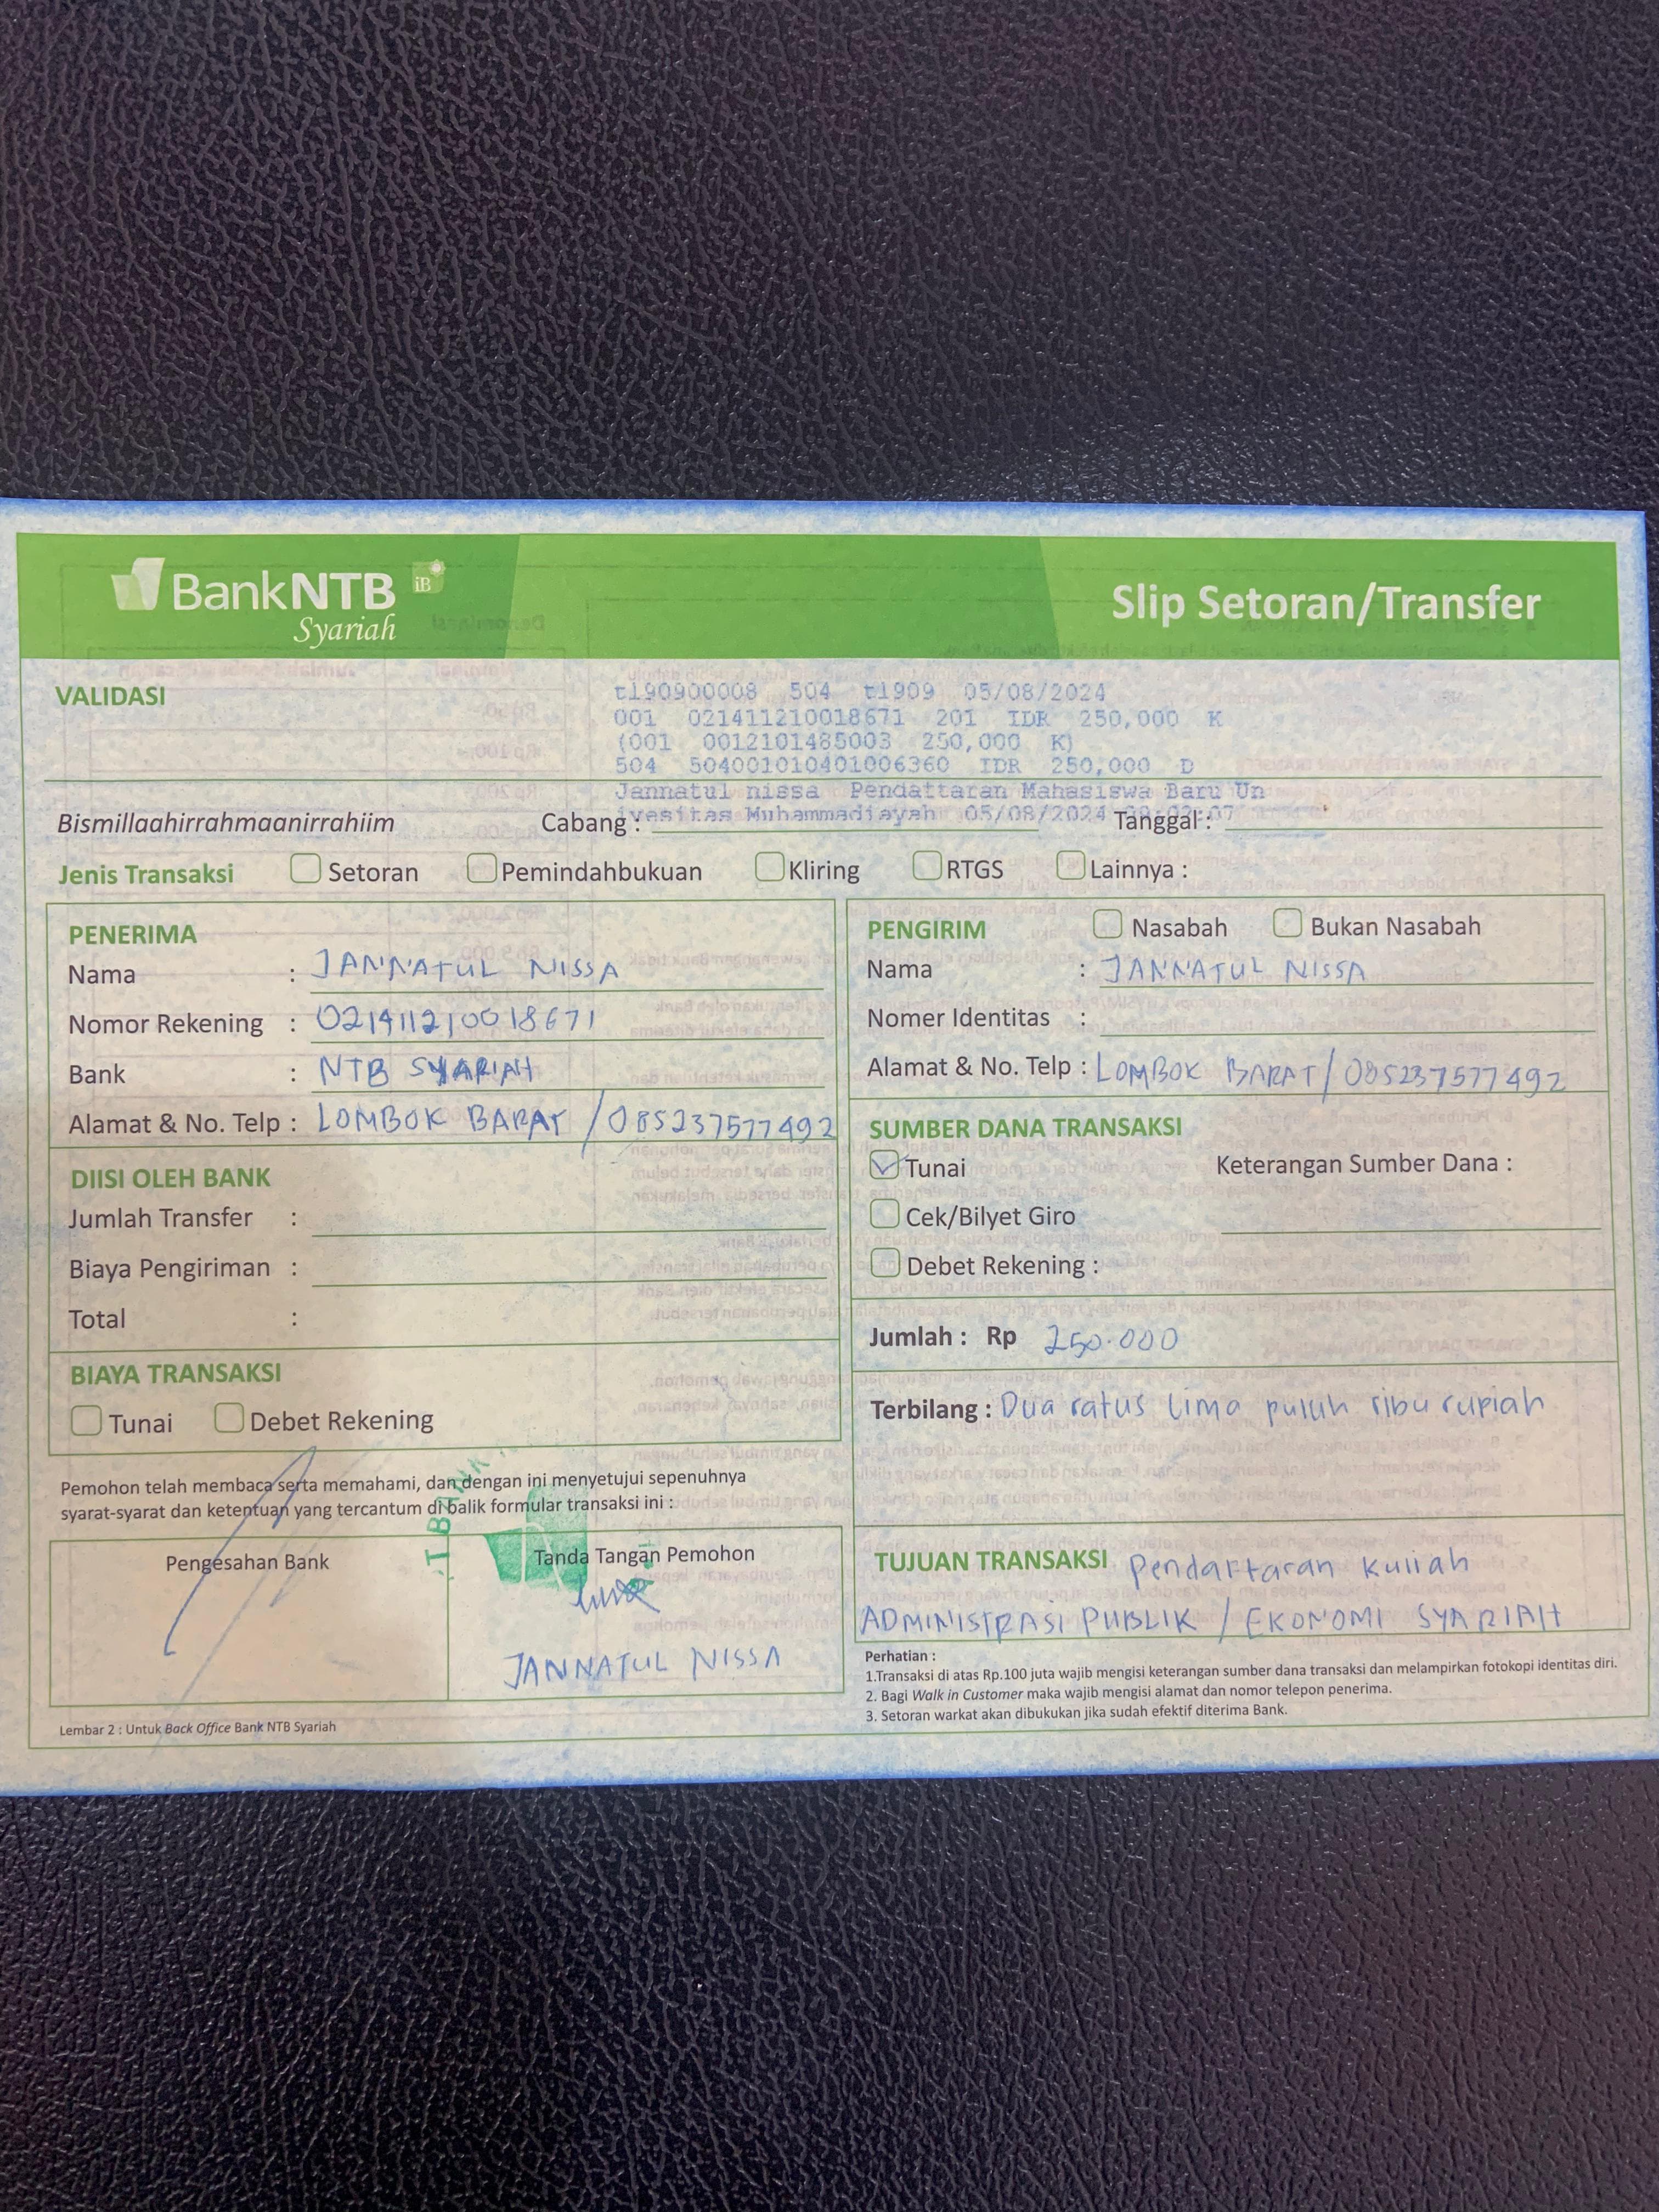 BankNTB iB
Syariah
Slip Setoran/Transfer
VALIDASI
t190900008 504 t1909 05/08/2024
001 021411210018671 201 IDR 250,000 K
(001 0012101485003 250,000 K)
504 504001010401006360 IDR 250,000 D
Jannatul nissa Pendaftaran Mahasiswa Baru Un
ivesitas Muhammadiayah 05/08/2024
Bismillaahirrahmaanirrahiim Cabang : Tanggal :
Jenis Transaksi Setoran Pemindahbukuan Kliring RTGS Lainnya :
PENERIMA
Nama : JANNATUL NISSA
Nomor Rekening : 021411210018671
Bank : NTB SYARIAH
Alamat & No. Telp : LOMBOK BARAT / 085237577492
DIISI OLEH BANK
Jumlah Transfer :
Biaya Pengiriman :
Total :
BIAYA TRANSAKSI
Tunai Debet Rekening
Pemohon telah membaca serta memahami, dan dengan ini menyetujui sepenuhnya
syarat-syarat dan ketentuan yang tercantum di balik formular transaksi ini :
Pengesahan Bank
Tanda Tangan Pemohon
JANNATUL NISSA
Lembar 2 : Untuk Back Office Bank NTB Syariah
PENGIRIM Nasabah Bukan Nasabah
Nama : JANNATUL NISSA
Nomer Identitas :
Alamat & No. Telp : LOMBOK BARAT / 085237577492
SUMBER DANA TRANSAKSI
Tunai Keterangan Sumber Dana :
Cek/Bilyet Giro
Debet Rekening :
Jumlah : Rp 250.000
Terbilang : Dua ratus lima puluh ribu rupiah
TUJUAN TRANSAKSI Pendaftaran kuliah
ADMINISTRASI PUBLIK / EKONOMI SYARIAH
Perhatian :
1.Transaksi di atas Rp.100 juta wajib mengisi keterangan sumber dana transaksi dan melampirkan fotokopi identitas diri.
2. Bagi Walk in Customer maka wajib mengisi alamat dan nomor telepon penerima.
3. Setoran warkat akan dibukukan jika sudah efektif diterima Bank.